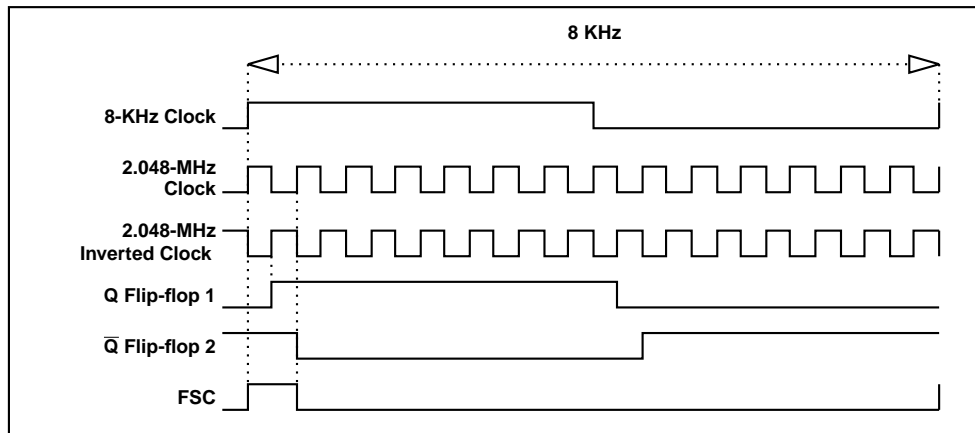 8 KHz
8-KHz Clock
2.048-MHz
Clock
2.048-MHz
Inverted Clock
Q Flip-flop 1
Q̅ Flip-flop 2
FSC